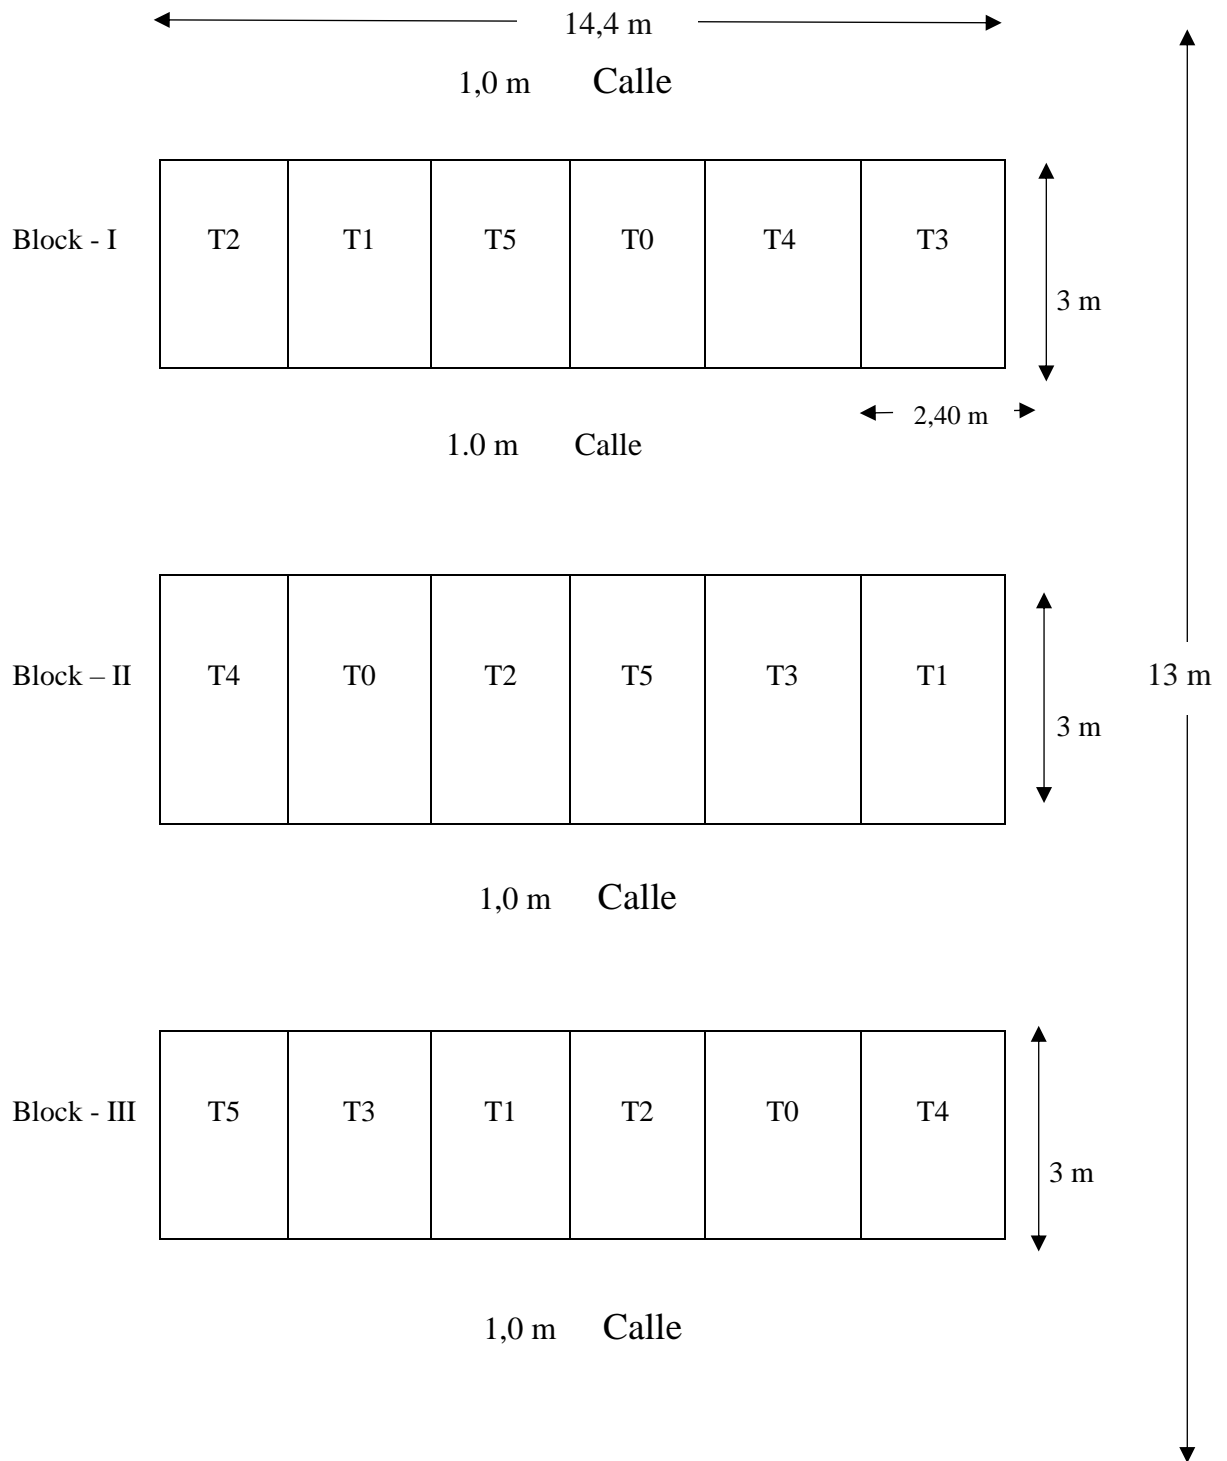 14,4 m
1,0 m Calle
Block - I T2 T1 T5 T0 T4 T3
3 m
2,40 m
1.0 m Calle
Block – II T4 T0 T2 T5 T3 T1 13 m
3 m
1,0 m Calle
Block - III T5 T3 T1 T2 T0 T4
3 m
1,0 m Calle